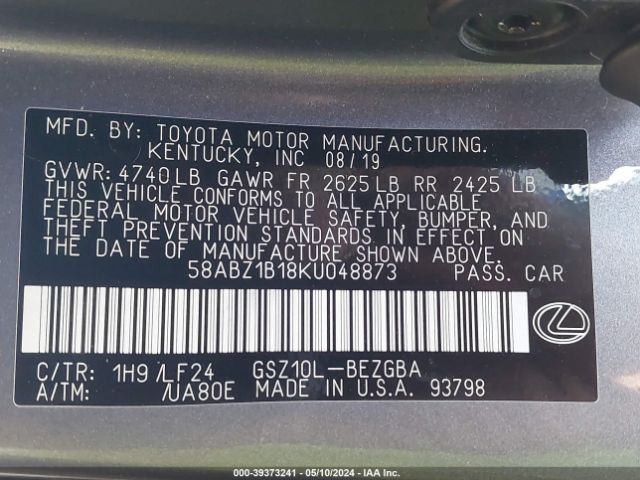 MFD. BY: TOYOTA MOTOR MANUFACTURING.
KENTUCKY, INC 08/19
GVWR: 4740LB GAWR FR 2625LB RR 2425 LB
THIS VEHICLE CONFORMS TO ALL APPLICABLE
FEDERAL MOTOR VEHICLE SAFETY, BUMPER, AND
THEFT PREVENTION STANDARDS IN EFFECT ON
THE DATE OF MANUFACTURE SHOWN ABOVE.
58ABZ1B18KU048873 PASS. CAR
C/TR: 1H9/LF24 GSZ10L-BEZGBA
A/TM: /UA80E MADE IN U.S.A. 93798
000-39373241 - 05/10/2024 - IAA Inc.